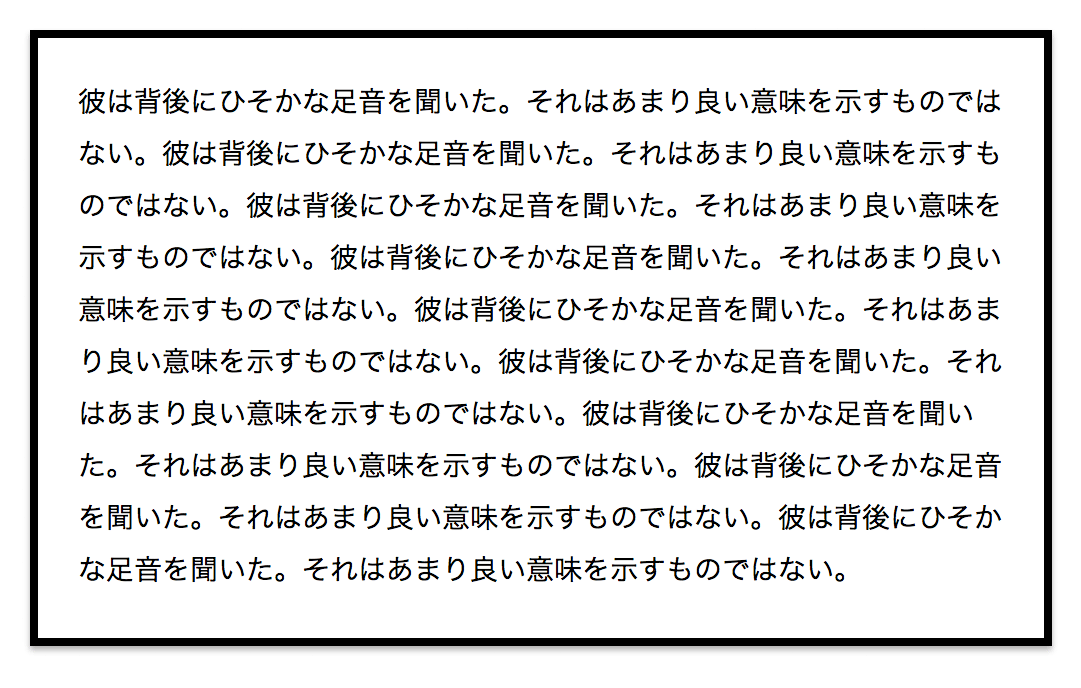 彼は背後にひそかな足音を聞いた。それはあまり良い意味を示すものでは
ない。彼は背後にひそかな足音を聞いた。それはあまり良い意味を示すも
のではない。彼は背後にひそかな足音を聞いた。それはあまり良い意味を
示すものではない。彼は背後にひそかな足音を聞いた。それはあまり良い
意味を示すものではない。彼は背後にひそかな足音を聞いた。それはあま
り良い意味を示すものではない。彼は背後にひそかな足音を聞いた。それ
はあまり良い意味を示すものではない。彼は背後にひそかな足音を聞い
た。それはあまり良い意味を示すものではない。彼は背後にひそかな足音
を聞いた。それはあまり良い意味を示すものではない。彼は背後にひそか
な足音を聞いた。それはあまり良い意味を示すものではない。